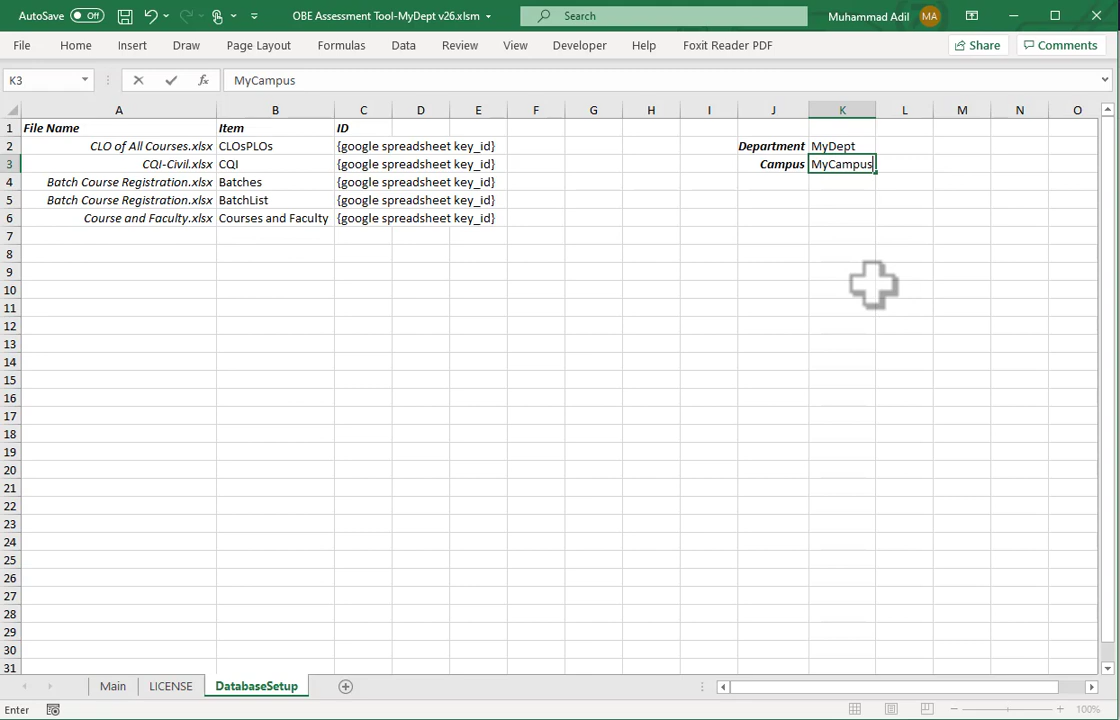 AutoSave Off OBE Assessment Tool-MyDept v26.xlsm Search Muhammad Adil MA
File Home Insert Draw Page Layout Formulas Data Review View Developer Help Foxit Reader PDF Share Comments
K3 fx MyCampus
A B C D E F G H I J K L M N O
1 File Name Item ID
2 CLO of All Courses.xlsx CLOsPLOs {google spreadsheet key_id} Department MyDept
3 CQI-Civil.xlsx CQI {google spreadsheet key_id} Campus MyCampus
4 Batch Course Registration.xlsx Batches {google spreadsheet key_id}
5 Batch Course Registration.xlsx BatchList {google spreadsheet key_id}
6 Course and Faculty.xlsx Courses and Faculty {google spreadsheet key_id}
7
8
9
10
11
12
13
14
15
16
17
18
19
20
21
22
23
24
25
26
27
28
29
30
31
Main LICENSE DatabaseSetup
Enter 100%